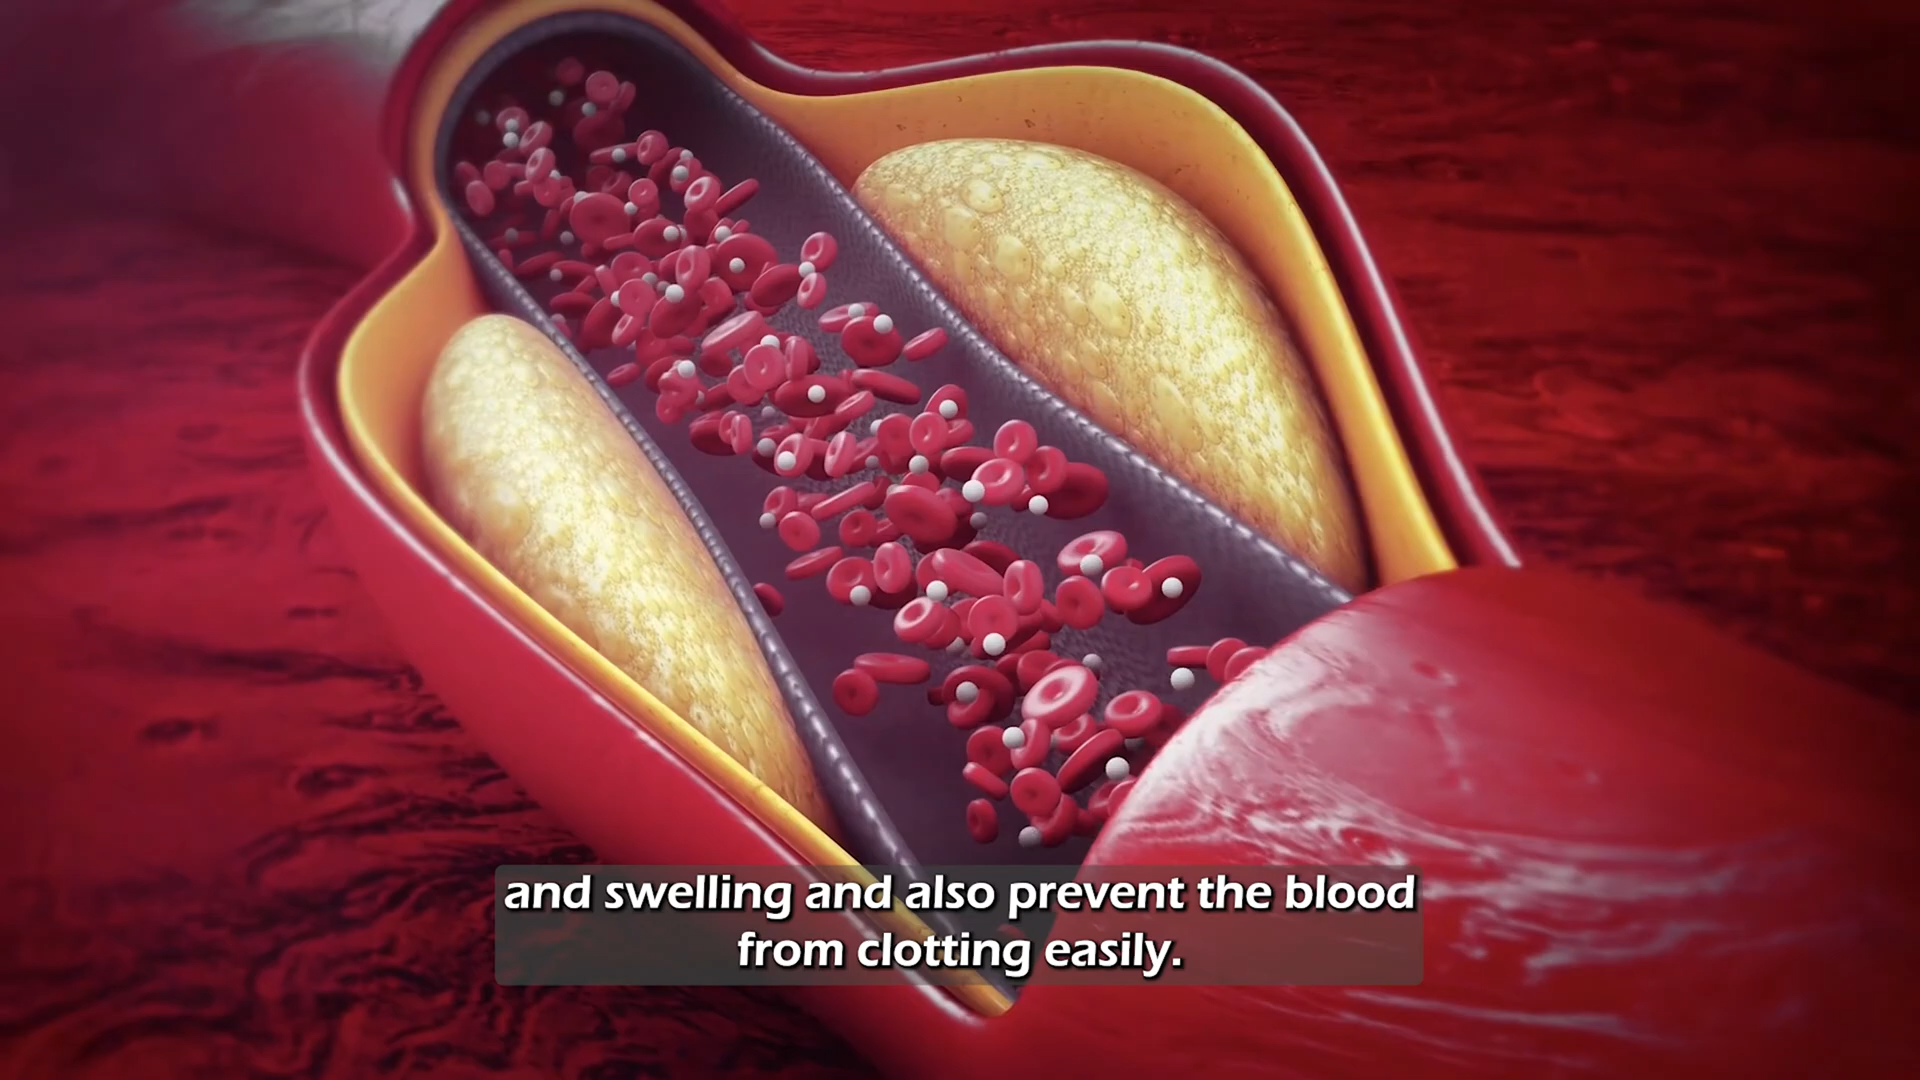 and swelling and also prevent the blood
from clotting easily.